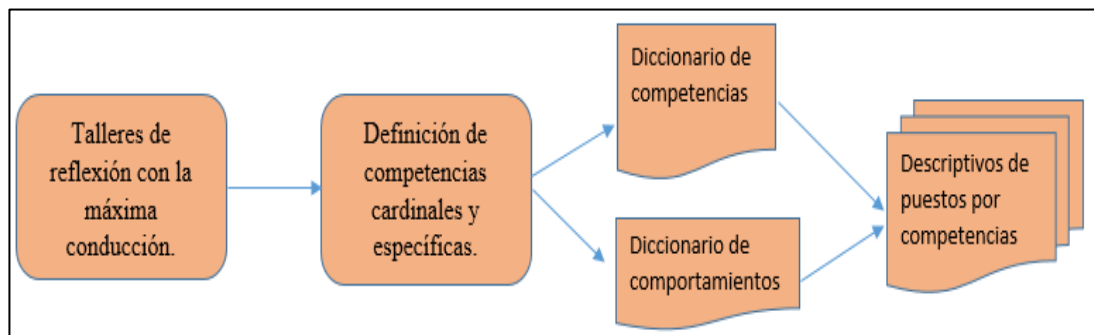 Talleres de
reflexión con la
máxima
conducción.
Definición de
competencias
cardinales y
específicas.
Diccionario de
competencias
Diccionario de
comportamientos
Descriptivos de
puestos por
competencias